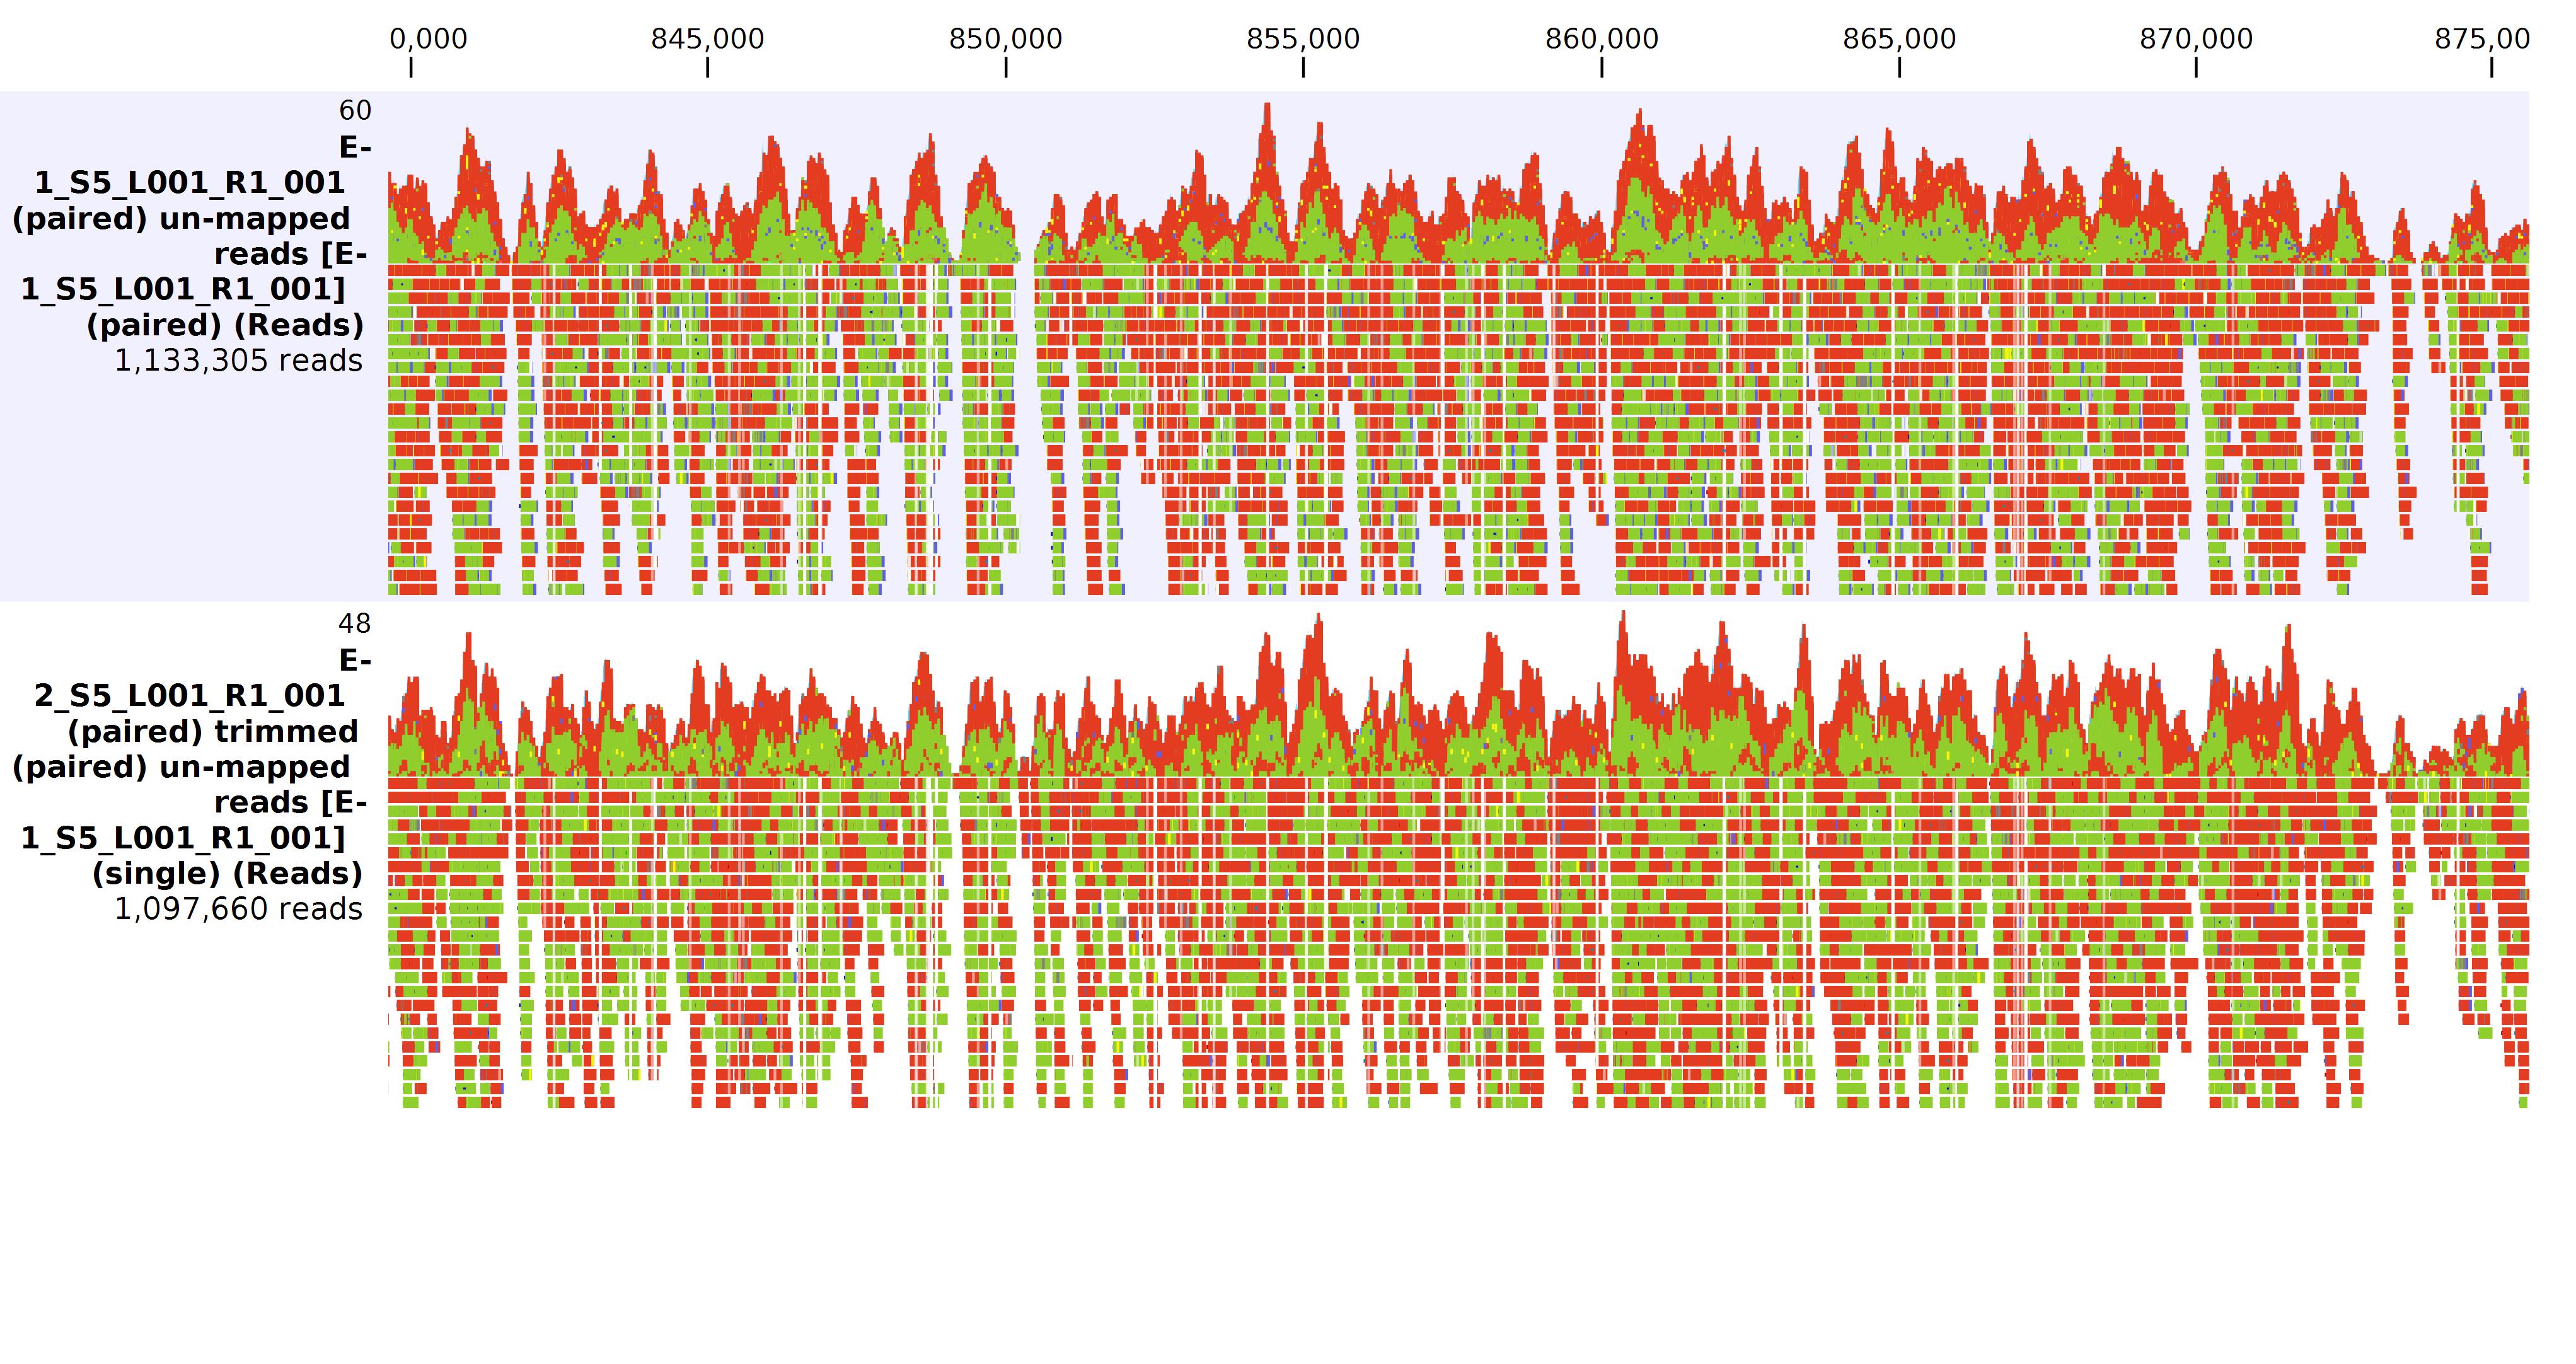 0,000 845,000 850,000 855,000 860,000 865,000 870,000 875,00
60
E-
1_S5_L001_R1_001
(paired) un-mapped
reads [E-
1_S5_L001_R1_001]
(paired) (Reads)
1,133,305 reads
48
E-
2_S5_L001_R1_001
(paired) trimmed
(paired) un-mapped
reads [E-
1_S5_L001_R1_001]
(single) (Reads)
1,097,660 reads